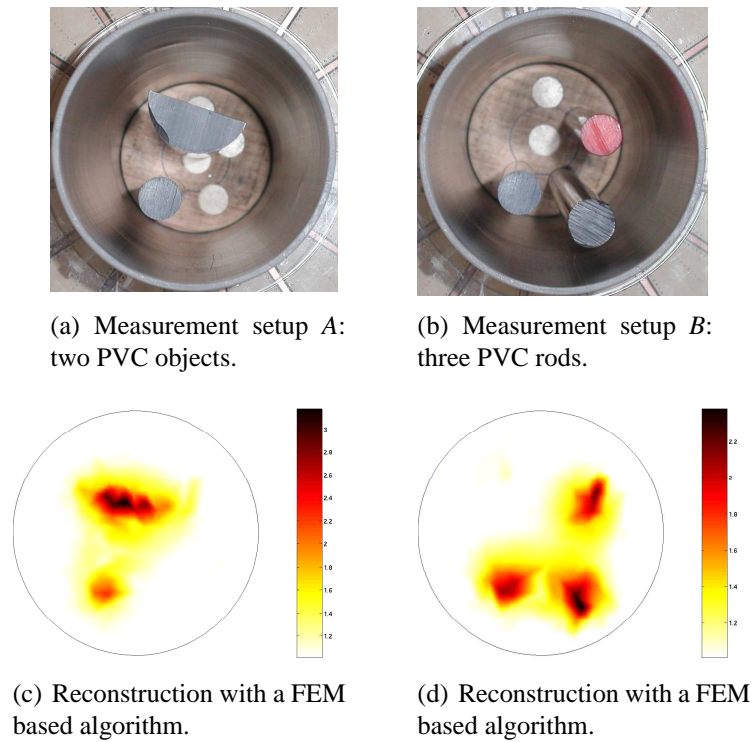 (a) Measurement setup A:
two PVC objects.
(b) Measurement setup B:
three PVC rods.
3
2.8
2.6
2.4
2.2
2
1.8
1.6
1.4
1.2
2.2
2
1.8
1.6
1.4
1.2
(c) Reconstruction with a FEM
based algorithm.
(d) Reconstruction with a FEM
based algorithm.